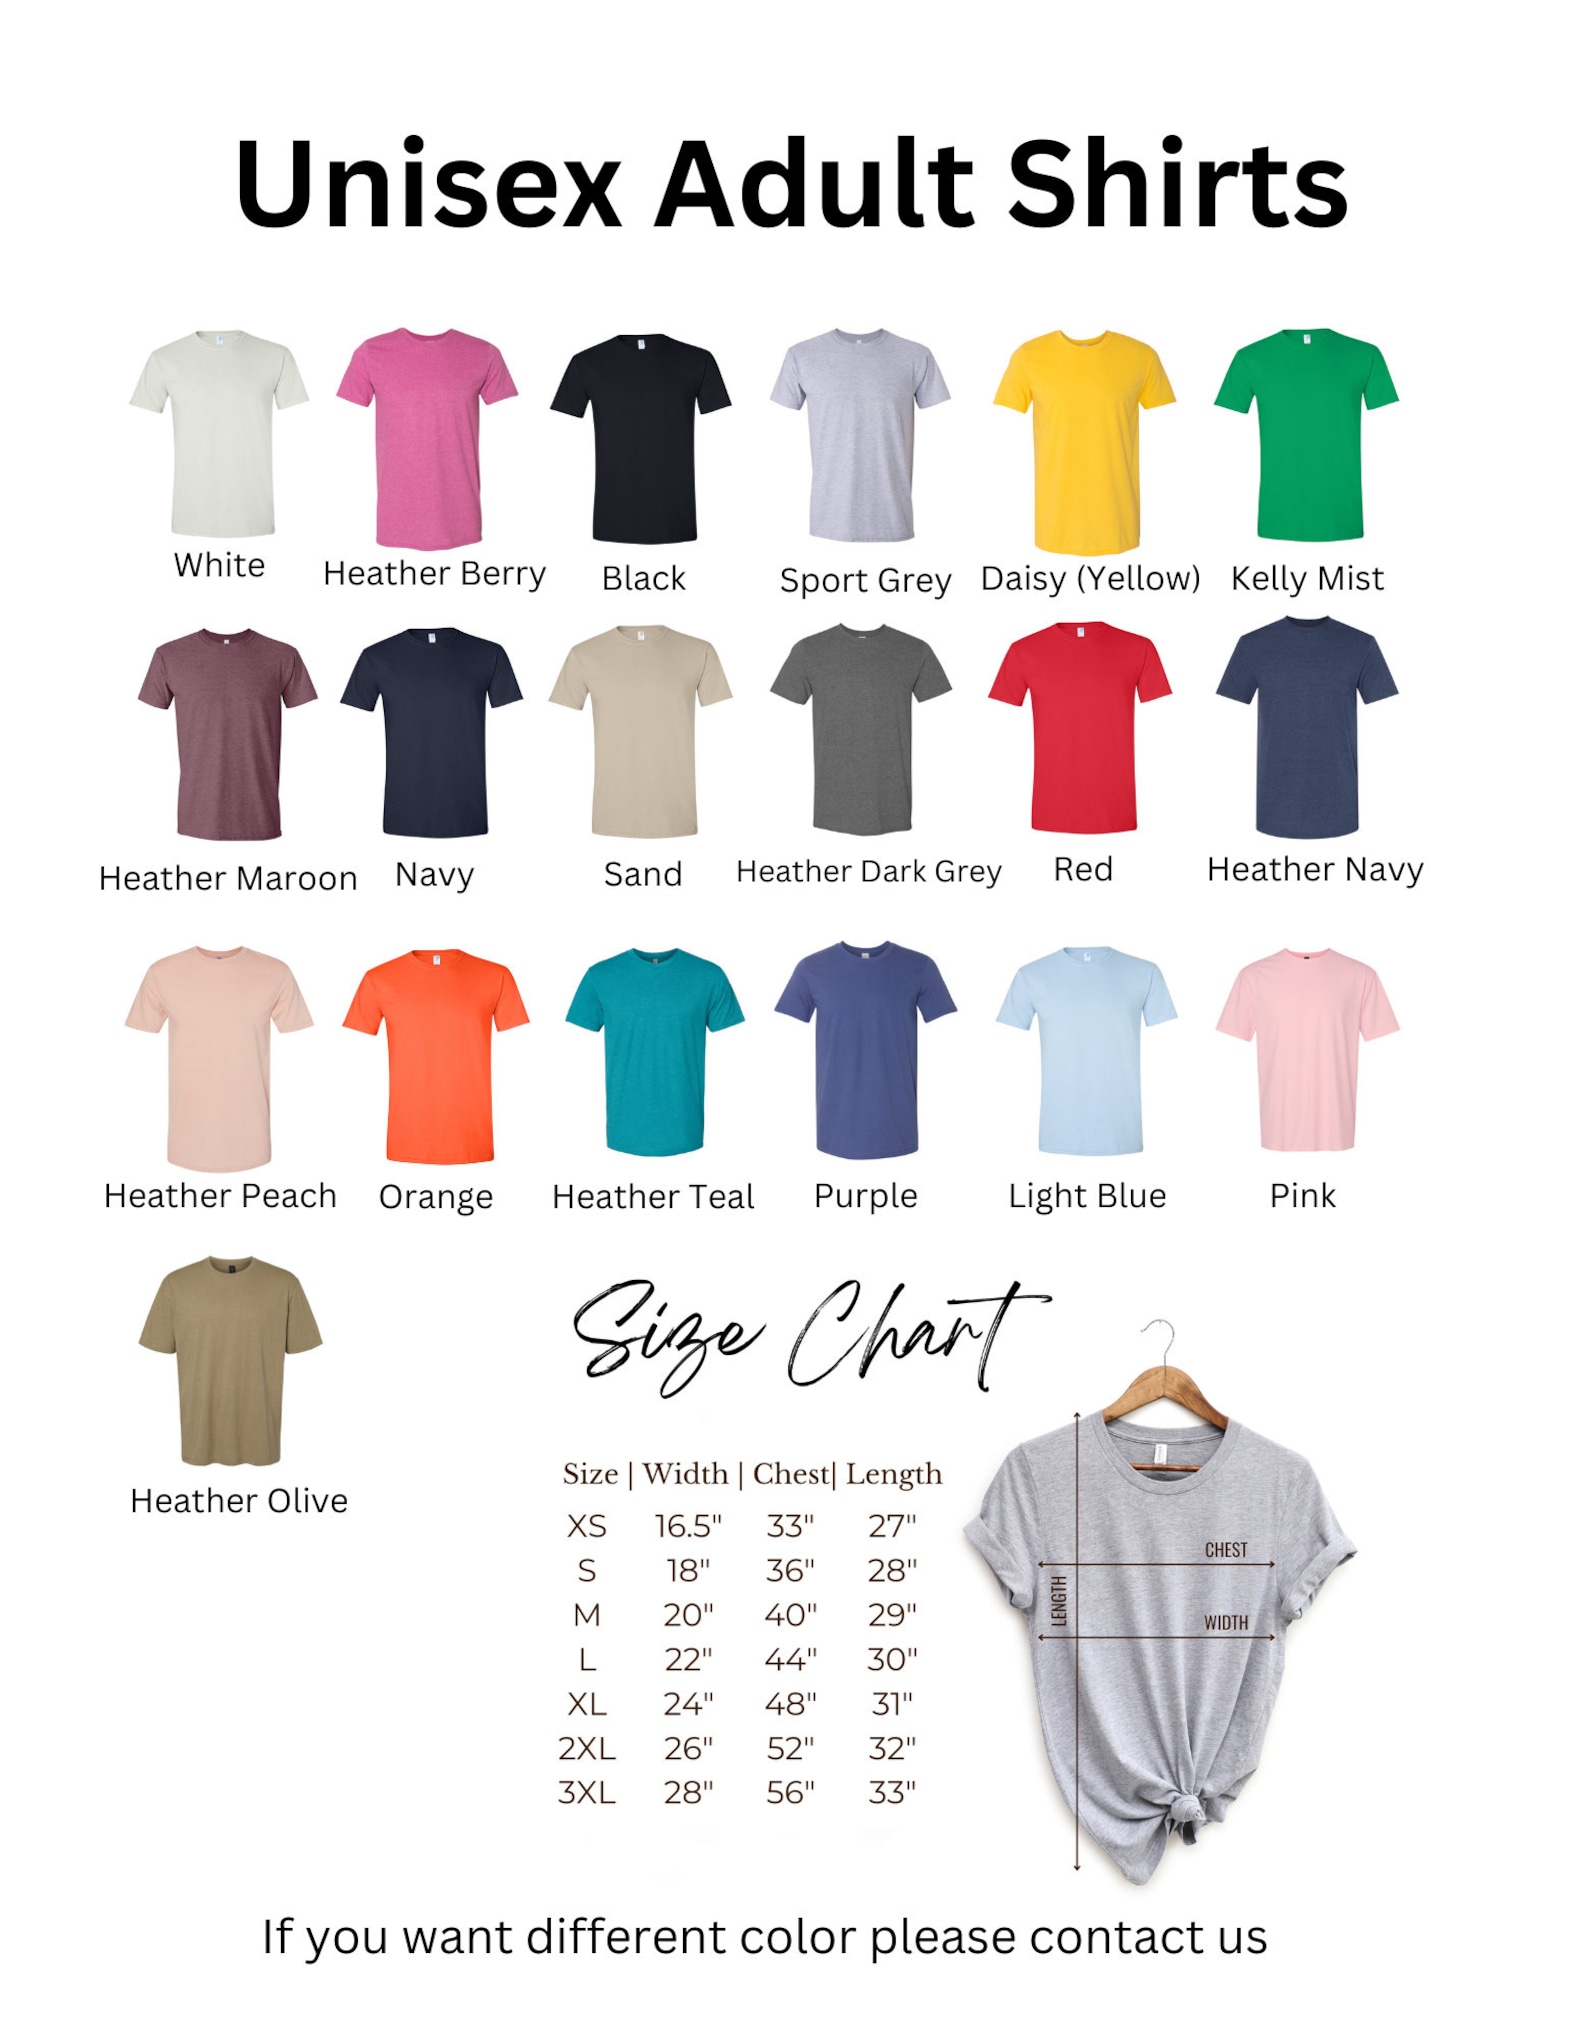 Unisex Adult Shirts
White
Heather Berry
Black
Sport Grey
Daisy (Yellow)
Kelly Mist
Heather Maroon
Navy
Sand
Heather Dark Grey
Red
Heather Navy
Heather Peach
Orange
Heather Teal
Purple
Light Blue
Pink
Heather Olive
Size Chart
Size | Width | Chest| Length
XS 16.5" 33" 27"
S 18" 36" 28"
M 20" 40" 29"
L 22" 44" 30"
XL 24" 48" 31"
2XL 26" 52" 32"
3XL 28" 56" 33"
CHEST
LENGTH
WIDTH
If you want different color please contact us